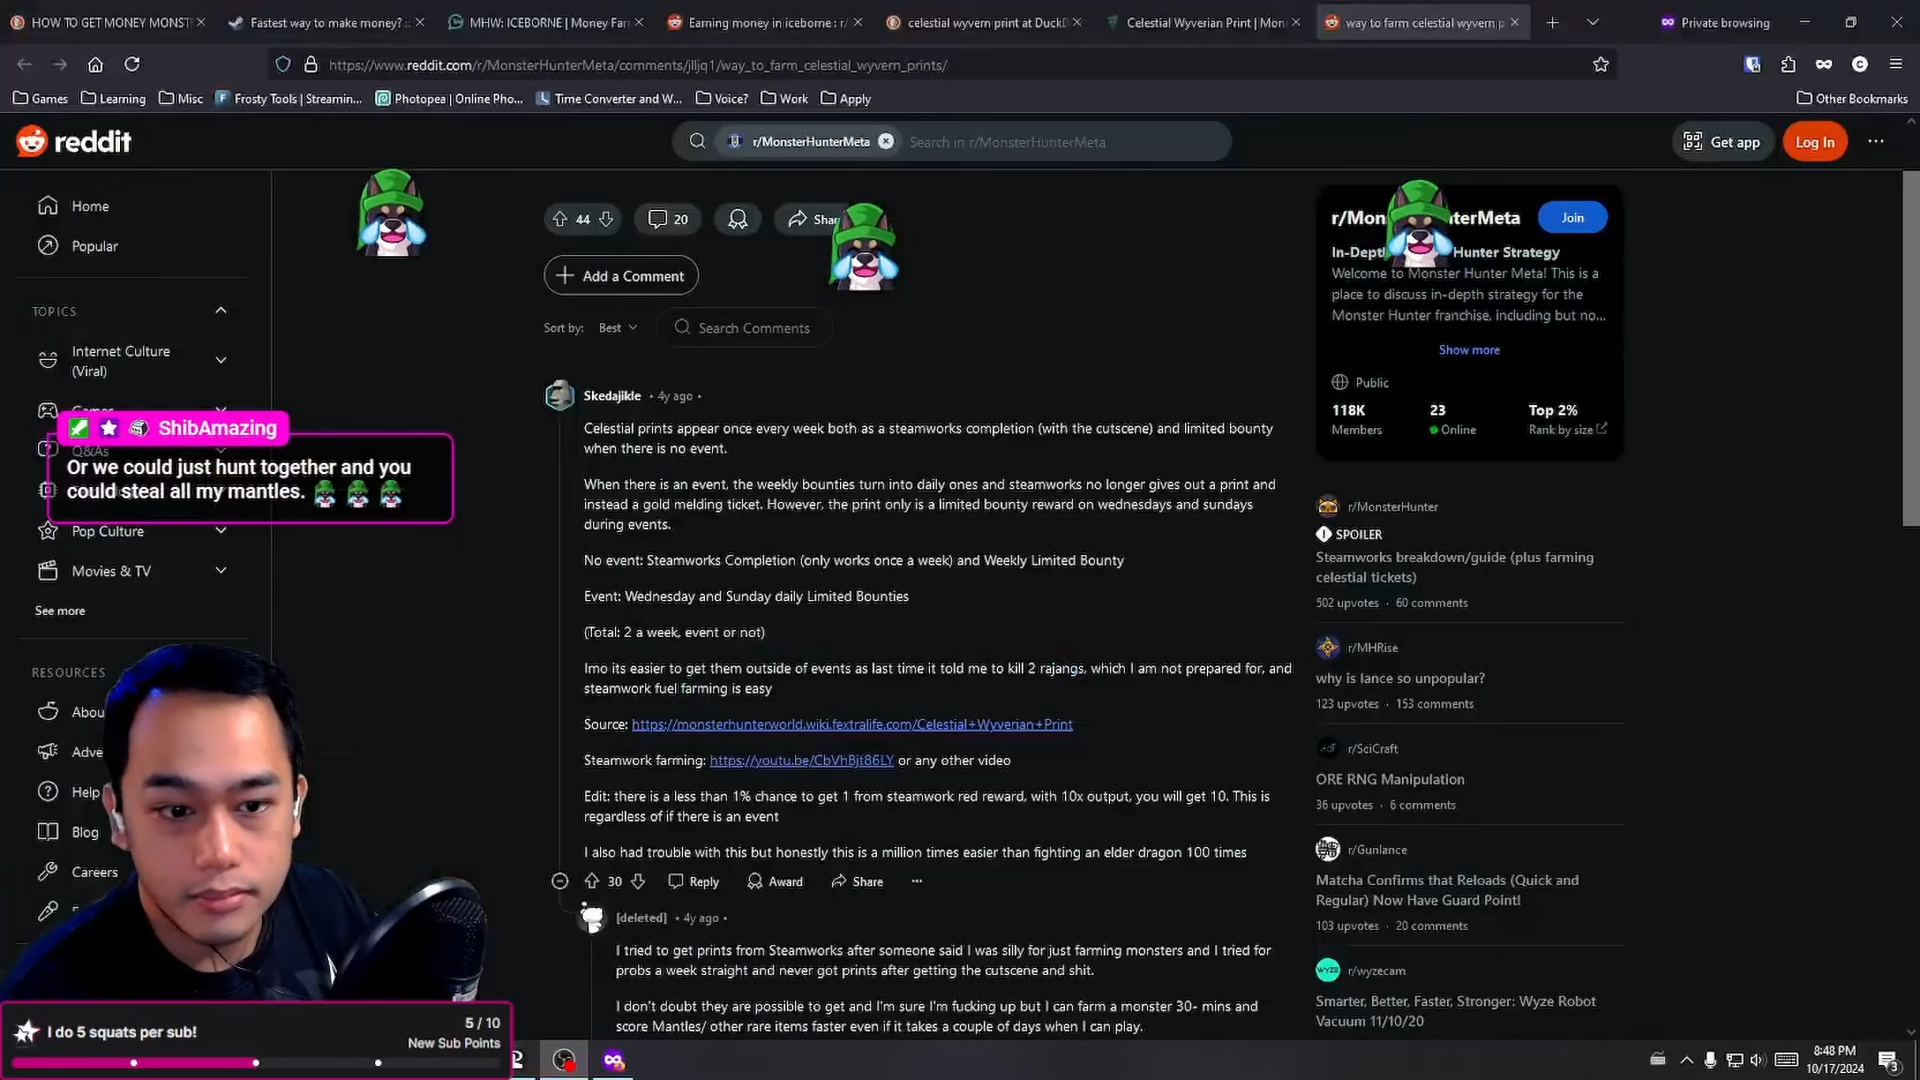 HOW TO GET MONEY MONST
Fastest way to make money? :
MHW: ICEBORNE | Money Far
Earning money in iceborne : r/
celestial wyvern print at DuckD
Celestial Wyverian Print | Mon
way to farm celestial wyvern p
Private browsing
https://www.reddit.com/r/MonsterHunterMeta/comments/jlljq1/way_to_farm_celestial_wyvern_prints/
Games
Learning
Misc
Frosty Tools | Streamin...
Photopea | Online Pho...
Time Converter and W...
Voice?
Work
Apply
Other Bookmarks
reddit
r/MonsterHunterMeta
Search in r/MonsterHunterMeta
Get app
Log In
Home
Popular
TOPICS
Internet Culture
(Viral)
Games
Q&As
Pop Culture
Movies & TV
See more
RESOURCES
Abou
Adve
Help
Blog
Careers
ShibAmazing
Or we could just hunt together and you
could steal all my mantles.
44
20
Shar
Add a Comment
Sort by: Best
Search Comments
Skedajikle • 4y ago •
Celestial prints appear once every week both as a steamworks completion (with the cutscene) and limited bounty
when there is no event.
When there is an event, the weekly bounties turn into daily ones and steamworks no longer gives out a print and
instead a gold melding ticket. However, the print only is a limited bounty reward on wednesdays and sundays
during events.
No event: Steamworks Completion (only works once a week) and Weekly Limited Bounty
Event: Wednesday and Sunday daily Limited Bounties
(Total: 2 a week, event or not)
Imo its easier to get them outside of events as last time it told me to kill 2 rajangs, which I am not prepared for, and
steamwork fuel farming is easy
Source: https://monsterhunterworld.wiki.fextralife.com/Celestial+Wyverian+Print
Steamwork farming: https://youtu.be/CbVhBjt86LY or any other video
Edit: there is a less than 1% chance to get 1 from steamwork red reward, with 10x output, you will get 10. This is
regardless of if there is an event
I also had trouble with this but honestly this is a million times easier than fighting an elder dragon 100 times
30
Reply
Award
Share
[deleted] • 4y ago •
I tried to get prints from Steamworks after someone said I was silly for just farming monsters and I tried for
probs a week straight and never got prints after getting the cutscene and shit.
I don't doubt they are possible to get and I'm sure I'm fucking up but I can farm a monster 30- mins and
score Mantles/ other rare items faster even if it takes a couple of days when I can play.
r/Mon terMeta
Join
In-Dept Hunter Strategy
Welcome to Monster Hunter Meta! This is a
place to discuss in-depth strategy for the
Monster Hunter franchise, including but no...
Show more
Public
118K
Members
23
Online
Top 2%
Rank by size
r/MonsterHunter
SPOILER
Steamworks breakdown/guide (plus farming
celestial tickets)
502 upvotes · 60 comments
r/MHRise
why is lance so unpopular?
123 upvotes · 153 comments
r/SciCraft
ORE RNG Manipulation
36 upvotes · 6 comments
r/Gunlance
Matcha Confirms that Reloads (Quick and
Regular) Now Have Guard Point!
103 upvotes · 20 comments
r/wyzecam
Smarter, Better, Faster, Stronger: Wyze Robot
Vacuum 11/10/20
I do 5 squats per sub!
5 / 10
New Sub Points
8:48 PM
10/17/2024
3